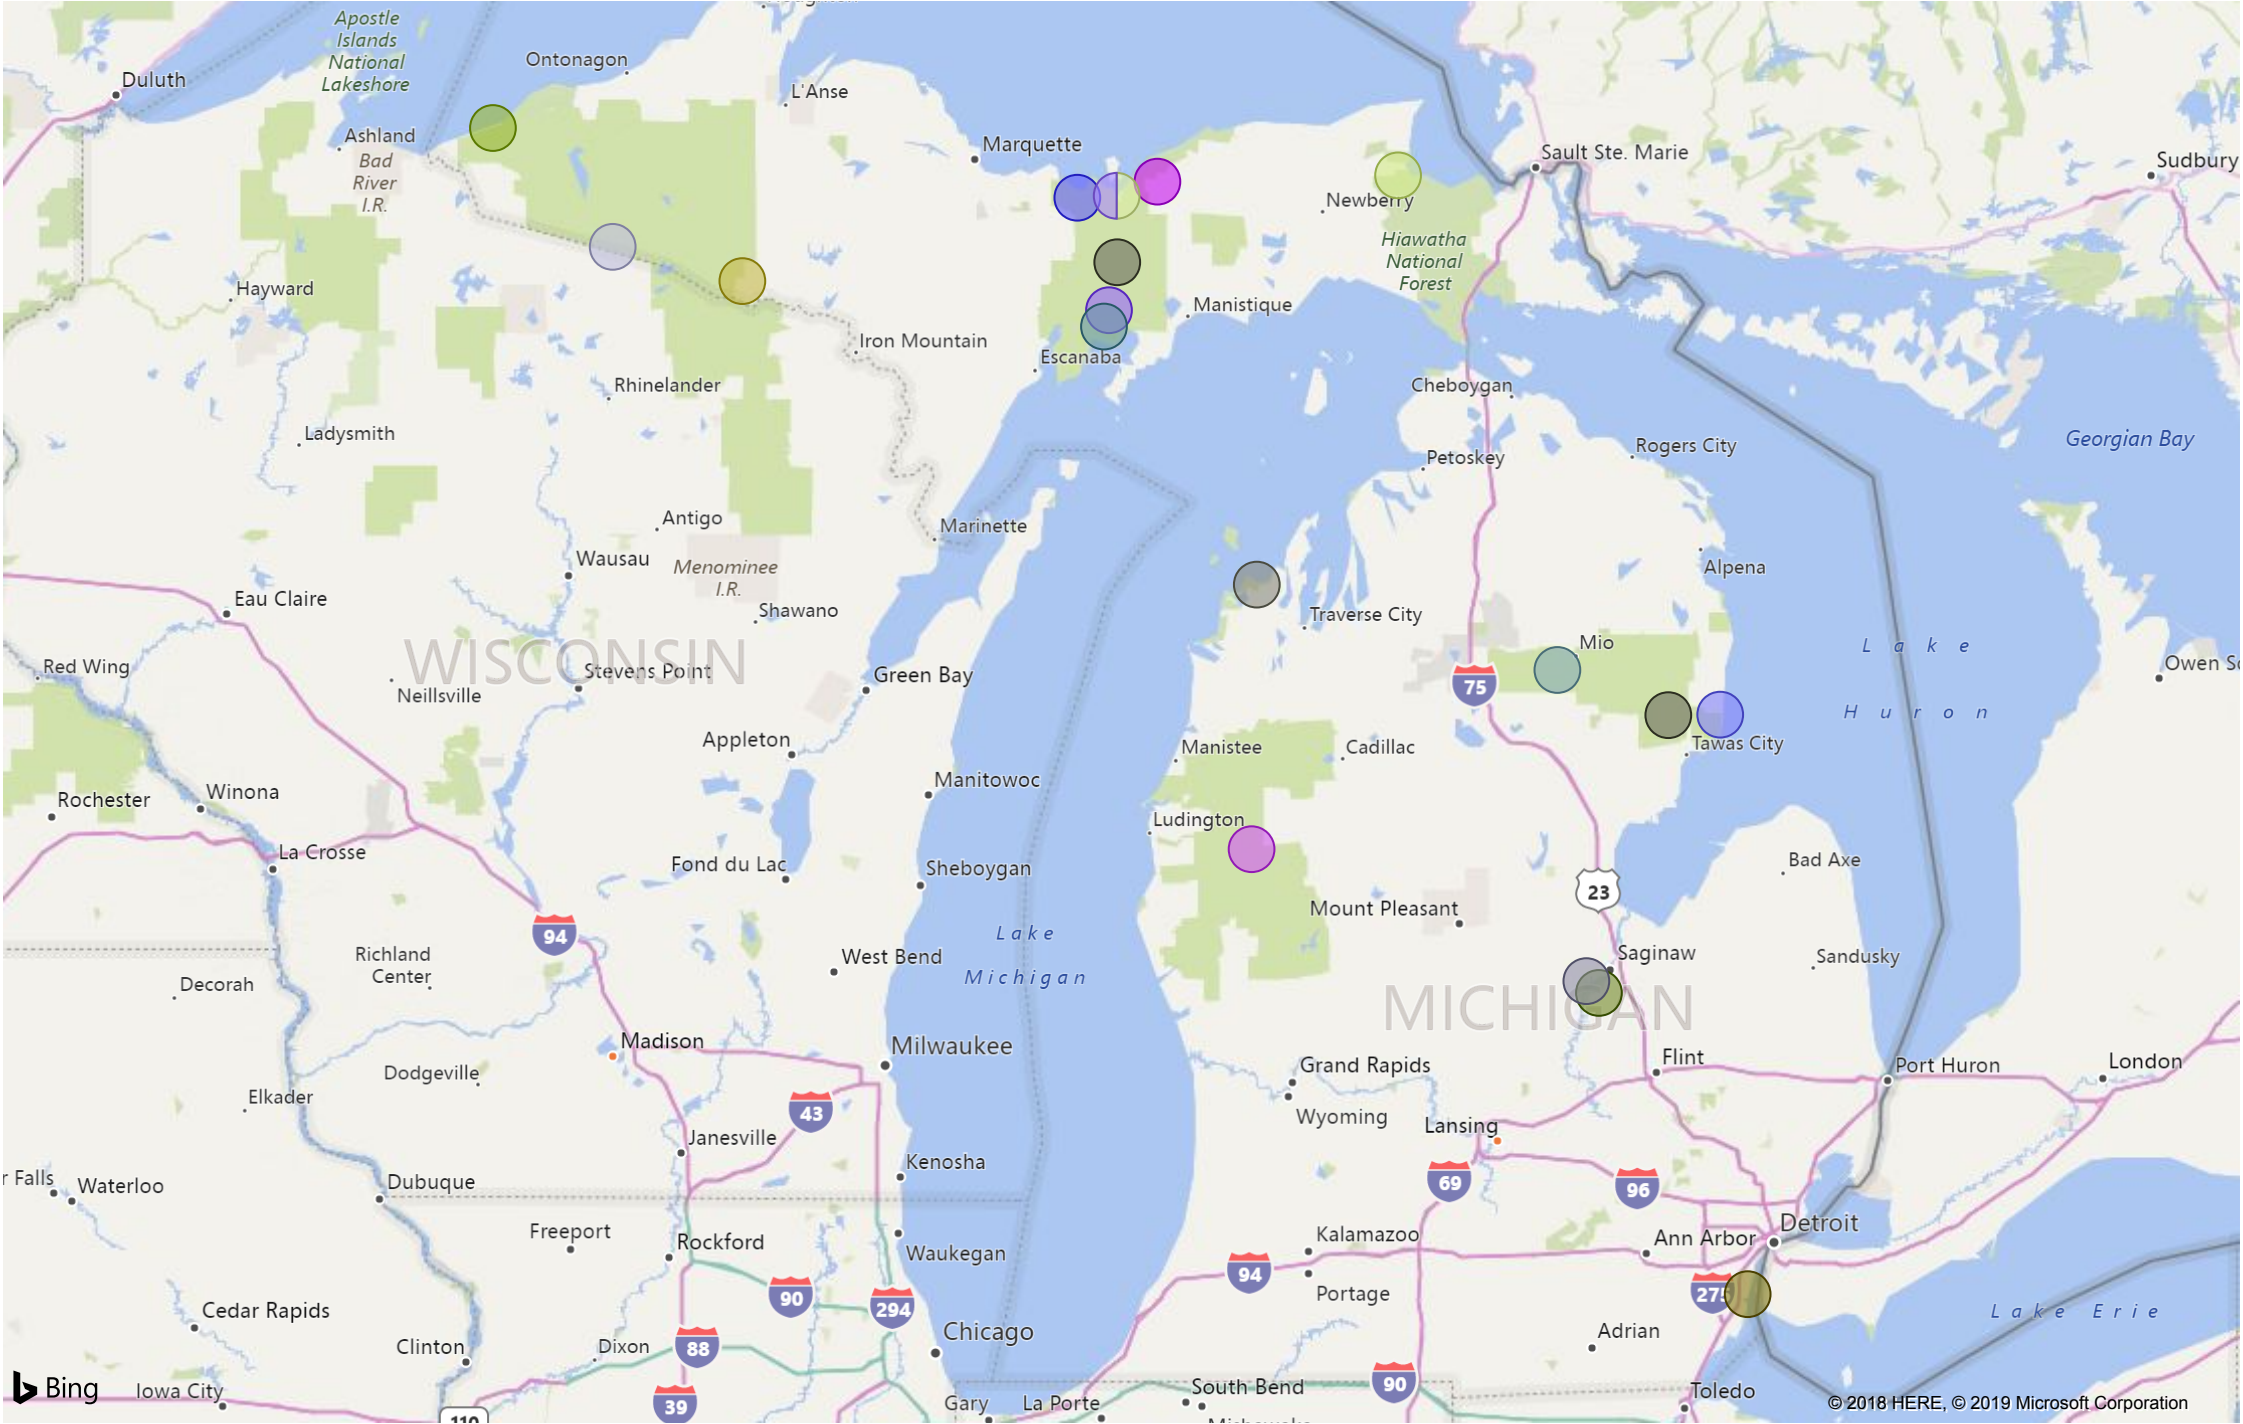 Apostle
Islands
National
Lakeshore
Ontonagon
Duluth
L'Anse
Ashland
Bad
River
I.R.
Marquette
Sault Ste. Marie
Sudbury
Newberry
Hiawatha
National
Forest
Hayward
Manistique
Iron Mountain
Escanaba
Rhinelander
Cheboygan
Ladysmith
Georgian Bay
Rogers City
Petoskey
Antigo
Marinette
Wausau
Menominee
I.R.
Alpena
Eau Claire
Shawano
Traverse City
WISCONSIN
Mio
Lake
Huron
Red Wing
Stevens Point
Green Bay
Owen So
Neillsville
75
Appleton
Manistee
Cadillac
Tawas City
Manitowoc
Winona
Rochester
Ludington
La Crosse
Fond du Lac
Sheboygan
Bad Axe
23
Mount Pleasant
94
Lake
Michigan
Richland
Center
West Bend
Saginaw
Sandusky
Decorah
MICHIGAN
Madison
Milwaukee
Flint
Grand Rapids
Port Huron
London
Dodgeville
Elkader
43
Wyoming
Lansing
Janesville
Kenosha
r Falls
Waterloo
Dubuque
69
96
Freeport
Rockford
Waukegan
Kalamazoo
Ann Arbor
Detroit
94
Portage
90
294
275
Cedar Rapids
Lake Erie
Chicago
Adrian
Clinton
Dixon
88
Bing
Iowa City
39
Gary
La Porte
South Bend
90
Toledo
© 2018 HERE, © 2019 Microsoft Corporation
110